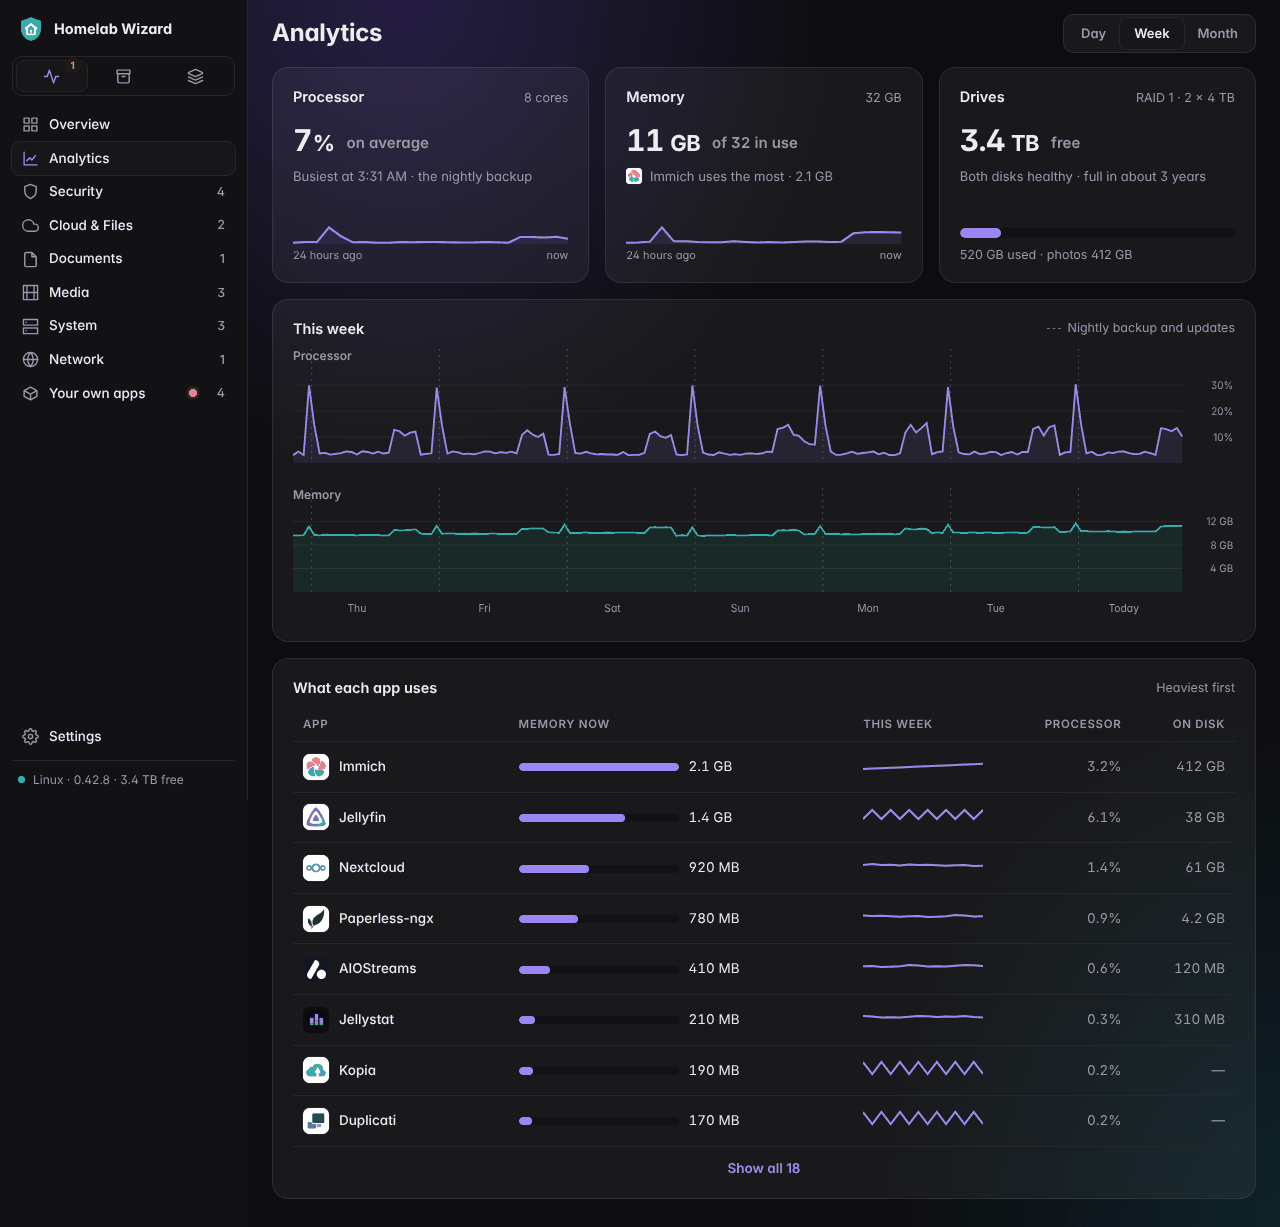 Homelab Wizard
1
Overview
Analytics
Security 4
Cloud & Files 2
Documents 1
Media 3
System 3
Network 1
Your own apps 4
Settings
Linux · 0.42.8 · 3.4 TB free
Analytics
Day Week Month
Processor 8 cores
7% on average
Busiest at 3:31 AM · the nightly backup
24 hours ago now
Memory 32 GB
11 GB of 32 in use
Immich uses the most · 2.1 GB
24 hours ago now
Drives RAID 1 · 2 × 4 TB
3.4 TB free
Both disks healthy · full in about 3 years
520 GB used · photos 412 GB
This week Nightly backup and updates
Processor
30%
20%
10%
Memory
12 GB
8 GB
4 GB
Thu Fri Sat Sun Mon Tue Today
What each app uses Heaviest first
APP MEMORY NOW THIS WEEK PROCESSOR ON DISK
Immich 2.1 GB 3.2% 412 GB
Jellyfin 1.4 GB 6.1% 38 GB
Nextcloud 920 MB 1.4% 61 GB
Paperless-ngx 780 MB 0.9% 4.2 GB
AIOStreams 410 MB 0.6% 120 MB
Jellystat 210 MB 0.3% 310 MB
Kopia 190 MB 0.2% —
Duplicati 170 MB 0.2% —
Show all 18